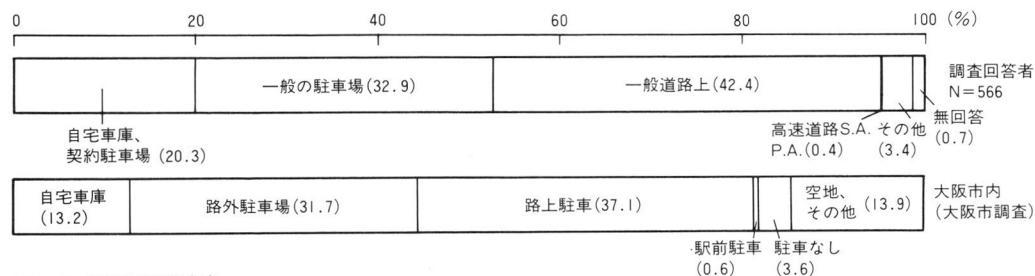 0 20 40 60 80 100 (%)
一般の駐車場(32.9) 一般道路上(42.4)
調査回答者
N=566
自宅車庫、
契約駐車場 (20.3)
高速道路S.A.
P.A.(0.4)
その他
(3.4)
無回答
(0.7)
自宅車庫
(13.2)
路外駐車場(31.7) 路上駐車(37.1)
空地、
その他 (13.9)
大阪市内
(大阪市調査)
駅前駐車
(0.6)
駐車なし
(3.6)